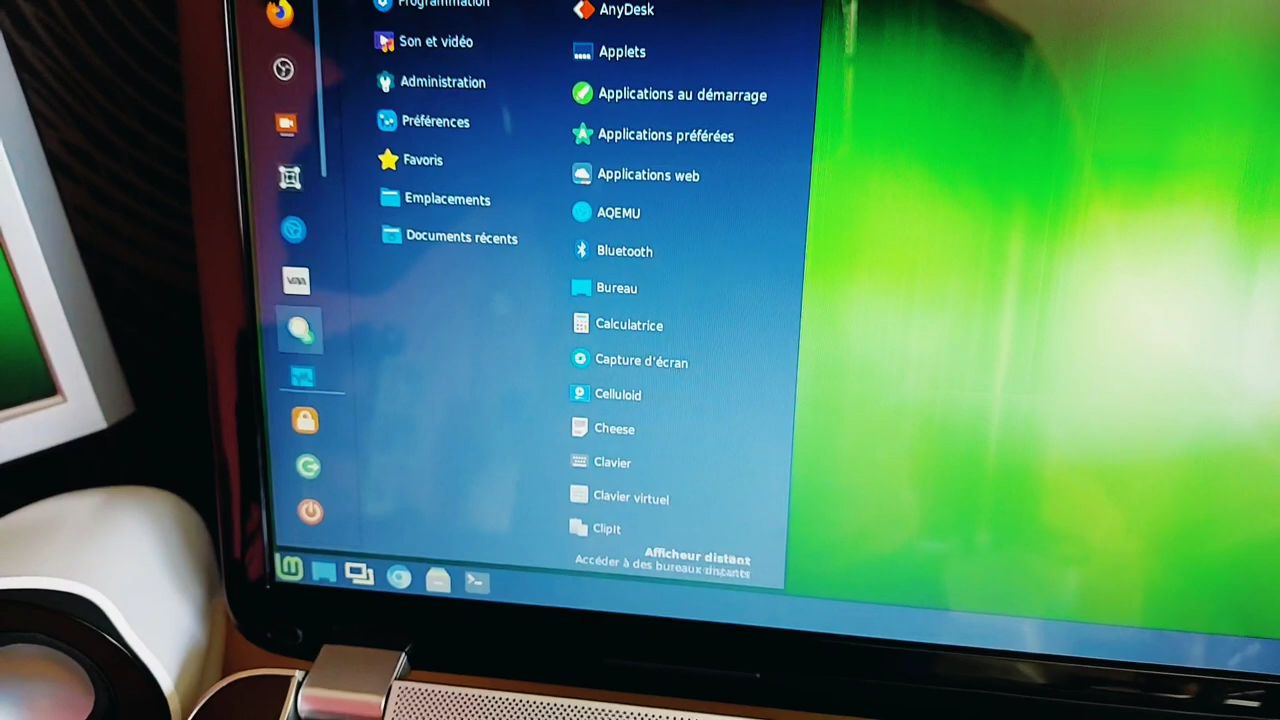 Programmation
Son et vidéo
Administration
Préférences
Favoris
Emplacements
Documents récents
AnyDesk
Applets
Applications au démarrage
Applications préférées
Applications web
AQEMU
Bluetooth
Bureau
Calculatrice
Capture d'écran
Celluloid
Cheese
Clavier
Clavier virtuel
ClipIt
Afficheur distant
Accéder à des bureaux distants